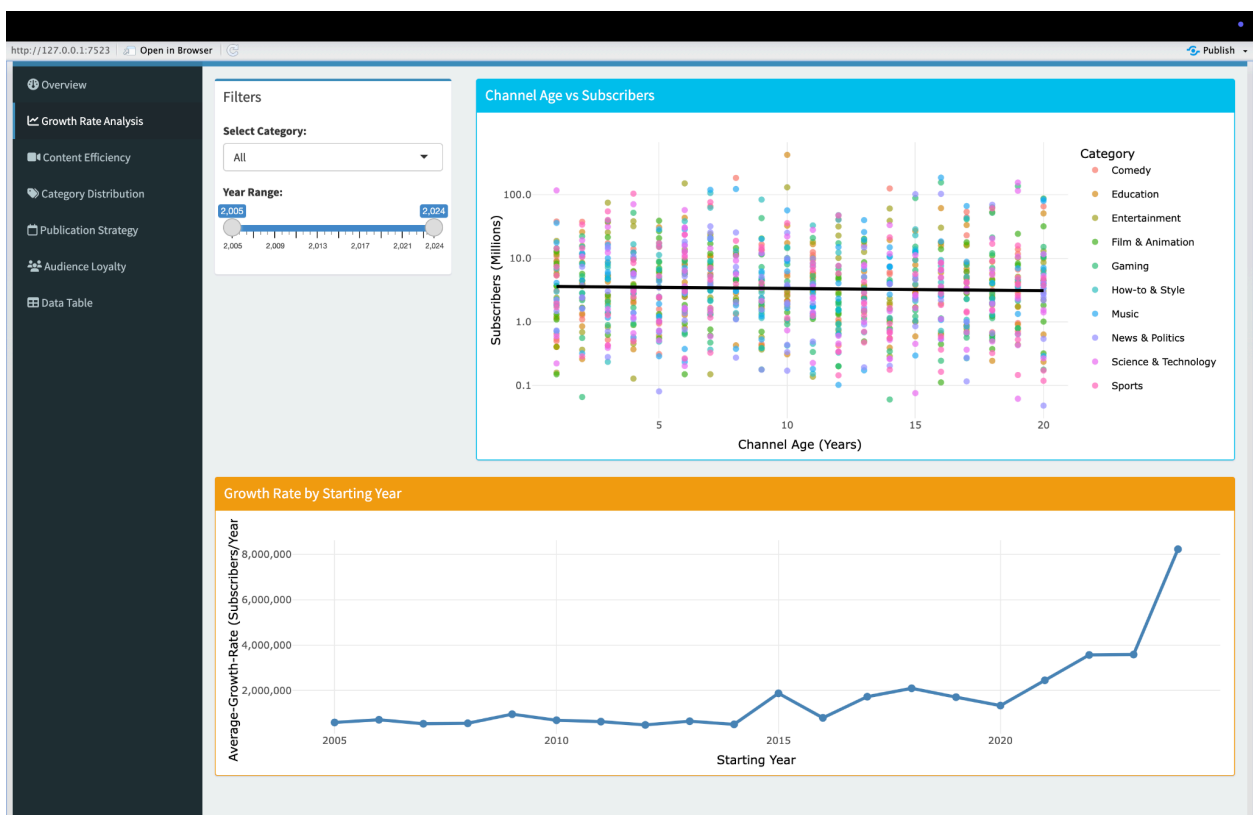 http://127.0.0.1:7523
Open in Browser
Publish
Overview
Growth Rate Analysis
Content Efficiency
Category Distribution
Publication Strategy
Audience Loyalty
Data Table
Filters
Select Category:
All
Year Range:
2,005 2,024
2,005 2,009 2,013 2,017 2,021 2,024
Channel Age vs Subscribers
Subscribers (Millions)
100.0
10.0
1.0
0.1
5 10 15 20
Channel Age (Years)
Category
Comedy
Education
Entertainment
Film & Animation
Gaming
How-to & Style
Music
News & Politics
Science & Technology
Sports
Growth Rate by Starting Year
Average-Growth-Rate (Subscribers/Year
8,000,000
6,000,000
4,000,000
2,000,000
2005 2010 2015 2020
Starting Year